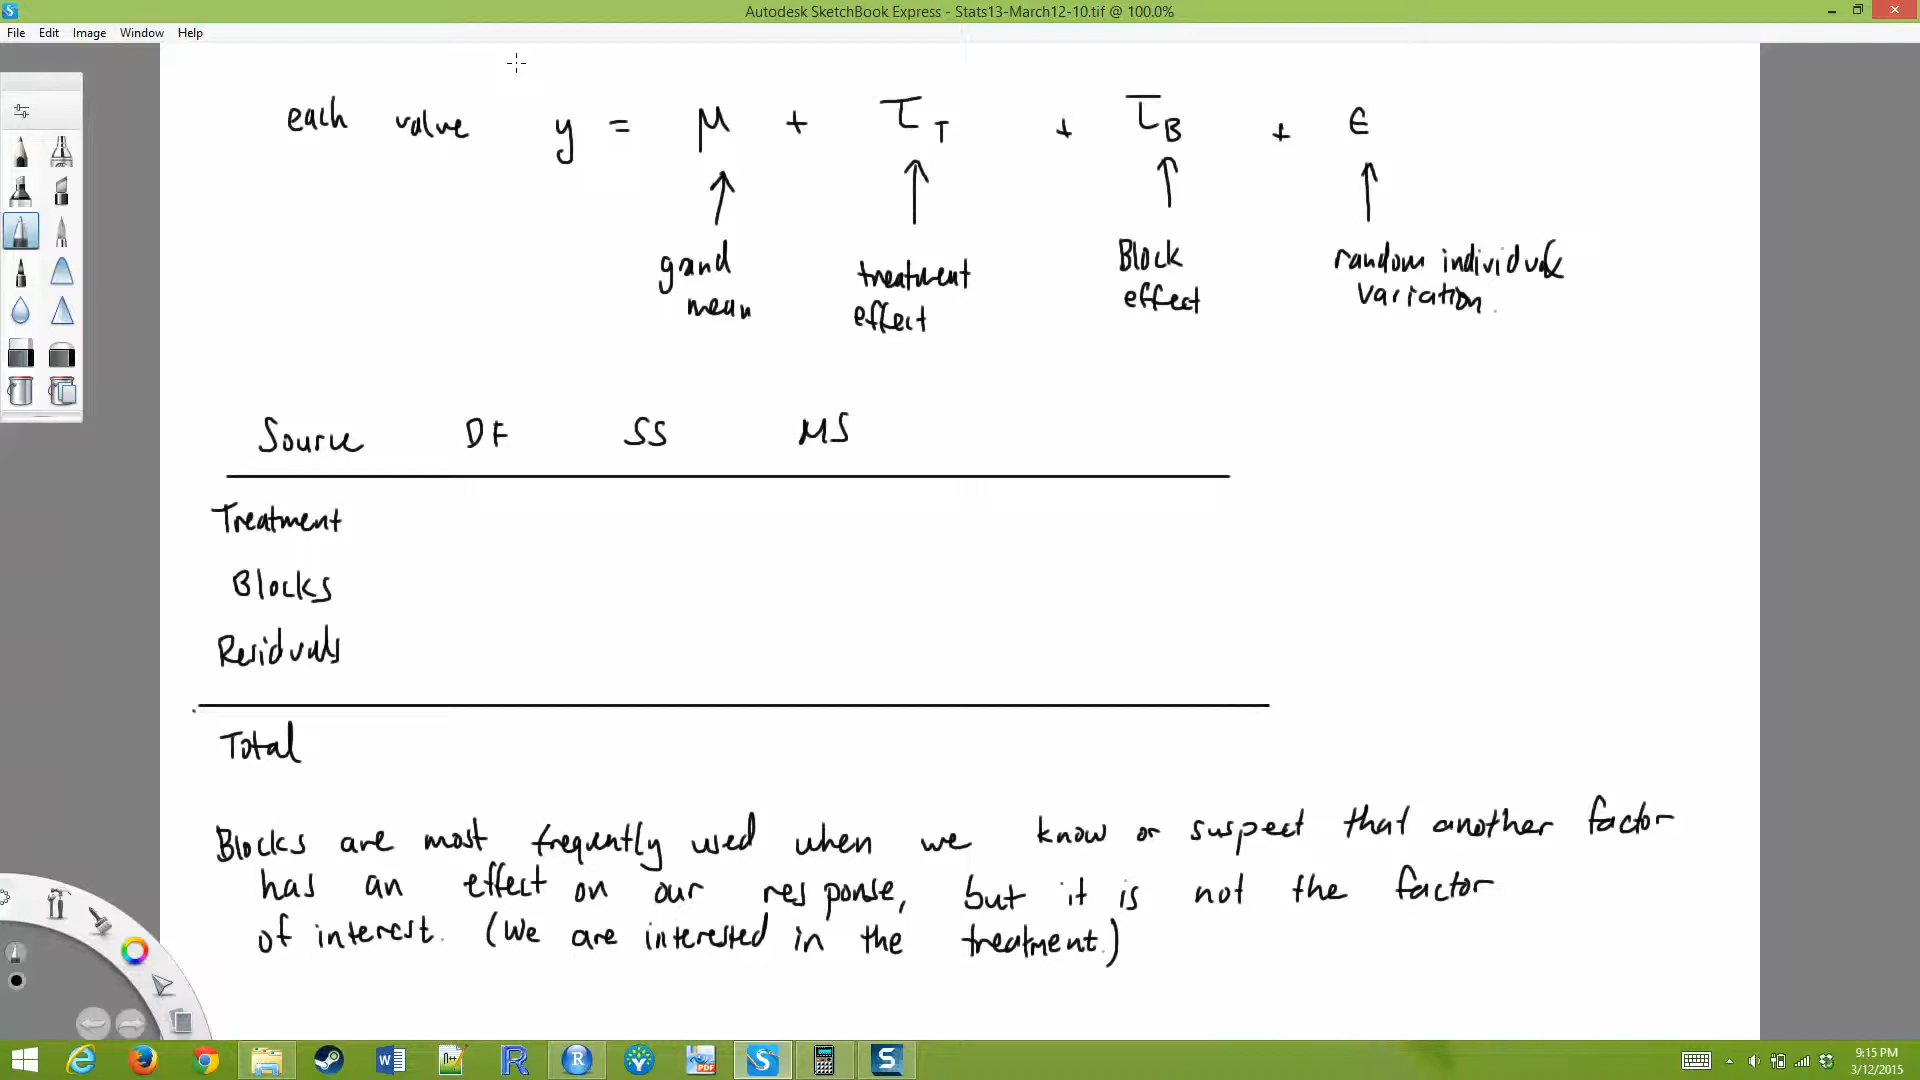 Autodesk SketchBook Express - Stats13-March12-10.tif @ 100.0%
File Edit Image Window Help
each value y = μ + τ_T + τ_B + ϵ
grand mean
treatment effect
Block effect
random individual variation.
Source DF SS MS
Treatment
Blocks
Residuals
Total
Blocks are most frequently used when we know or suspect that another factor
has an effect on our response, but it is not the factor
of interest. (We are interested in the treatment.)
9:15 PM
3/12/2015